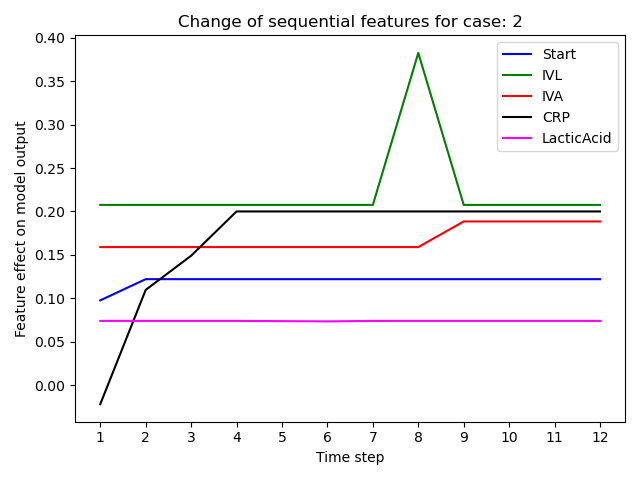 Change of sequential features for case: 2
Feature effect on model output
0.40
0.35
0.30
0.25
0.20
0.15
0.10
0.05
0.00
Start
IVL
IVA
CRP
LacticAcid
1 2 3 4 5 6 7 8 9 10 11 12
Time step